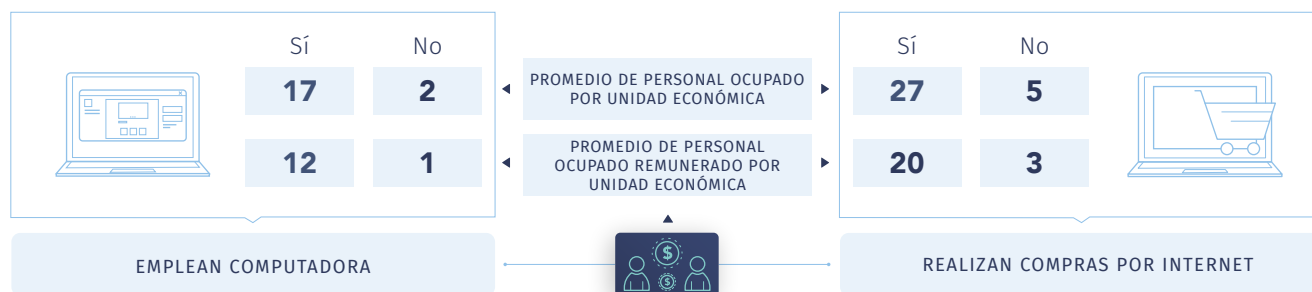 Sí No
17 2
PROMEDIO DE PERSONAL OCUPADO
POR UNIDAD ECONÓMICA
Sí No
27 5
12 1
PROMEDIO DE PERSONAL
OCUPADO REMUNERADO POR
UNIDAD ECONÓMICA
20 3
EMPLEAN COMPUTADORA
$
$
REALIZAN COMPRAS POR INTERNET